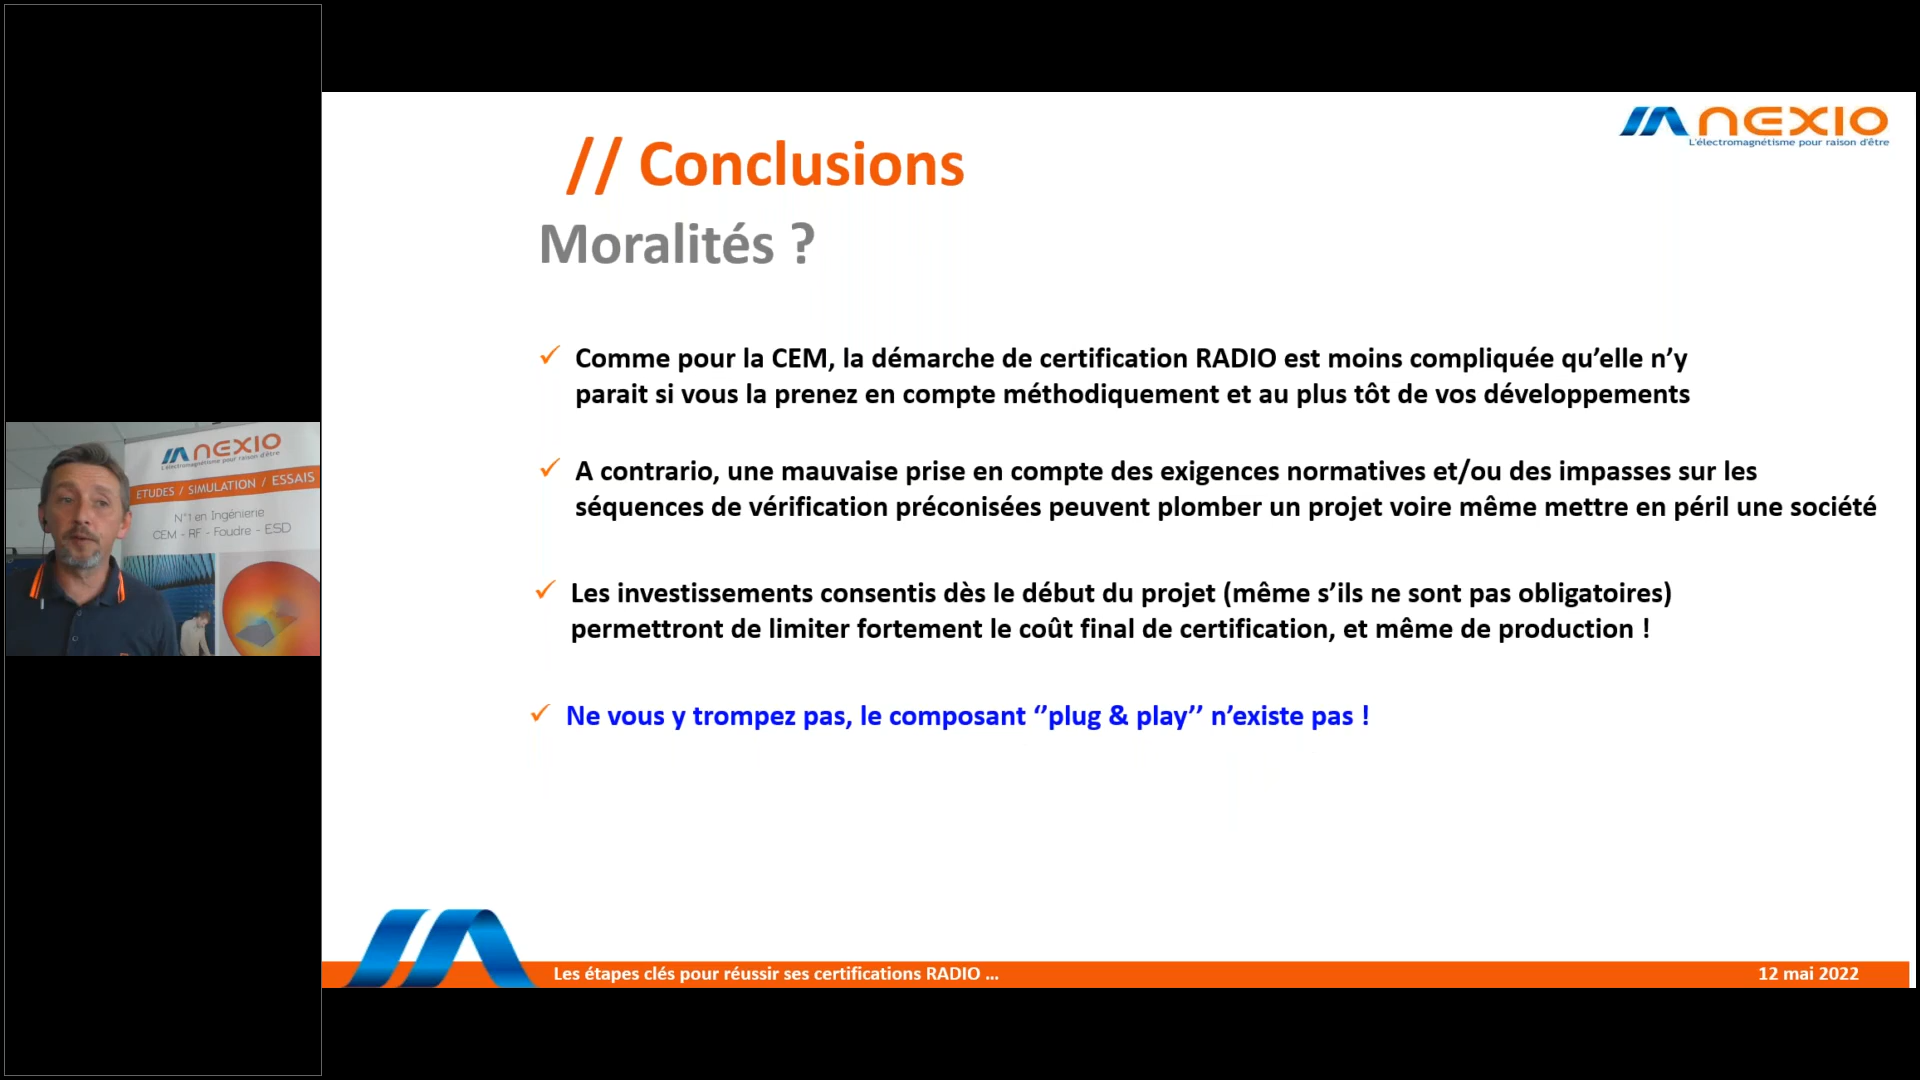 nexio
L'électromagnétisme pour raison d'être
// Conclusions
Moralités ?
✓ Comme pour la CEM, la démarche de certification RADIO est moins compliquée qu’elle n’y
parait si vous la prenez en compte méthodiquement et au plus tôt de vos développements
✓ A contrario, une mauvaise prise en compte des exigences normatives et/ou des impasses sur les
séquences de vérification préconisées peuvent plomber un projet voire même mettre en péril une société
✓ Les investissements consentis dès le début du projet (même s’ils ne sont pas obligatoires)
permettront de limiter fortement le coût final de certification, et même de production !
✓ Ne vous y trompez pas, le composant ‘’plug & play’’ n’existe pas !
Les étapes clés pour réussir ses certifications RADIO ...
12 mai 2022
nexio
L'électromagnétisme pour raison d'être
ETUDES / SIMULATION / ESSAIS
N°1 en Ingénierie
CEM - RF - Foudre - ESD